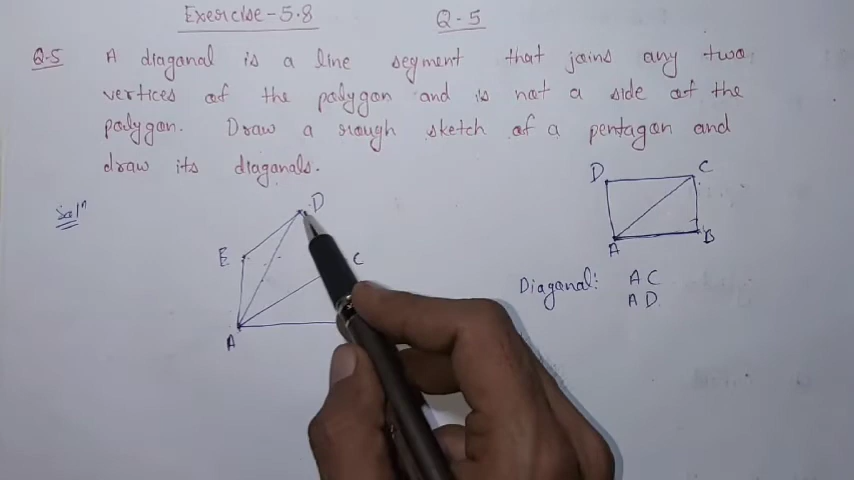 Exercise-5.8 Q-5
Q.5 A diagonal is a line segment that joins any two
vertices of the polygon and is not a side of the
polygon. Draw a rough sketch of a pentagon and
draw its diagonals.
Solⁿ
D C
A B
D
E C
A
Diagonal: AC
AD